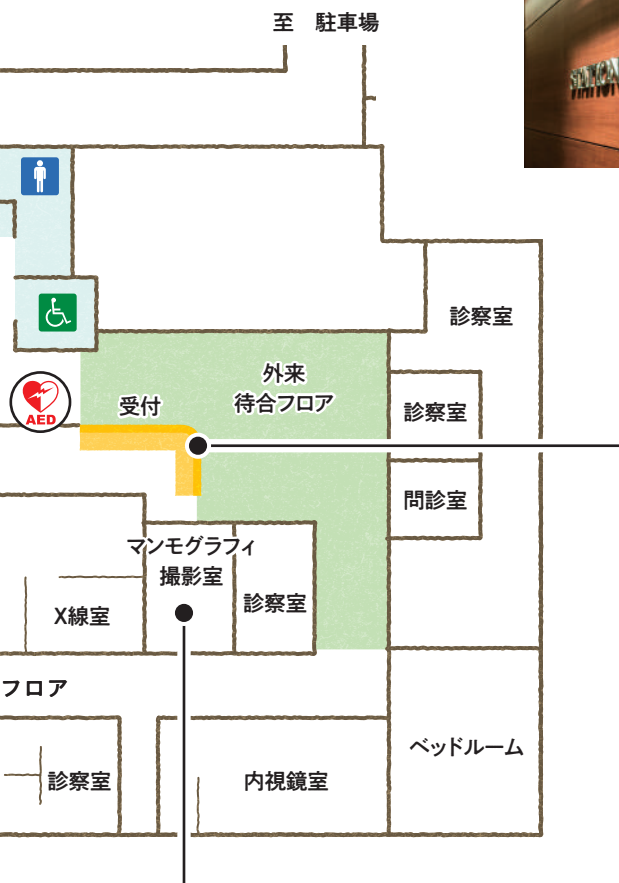 至 駐車場
STATION
診察室
外来
待合フロア
受付
診察室
AED
問診室
マンモグラフィ
撮影室
診察室
X線室
フロア
ベッドルーム
診察室
内視鏡室